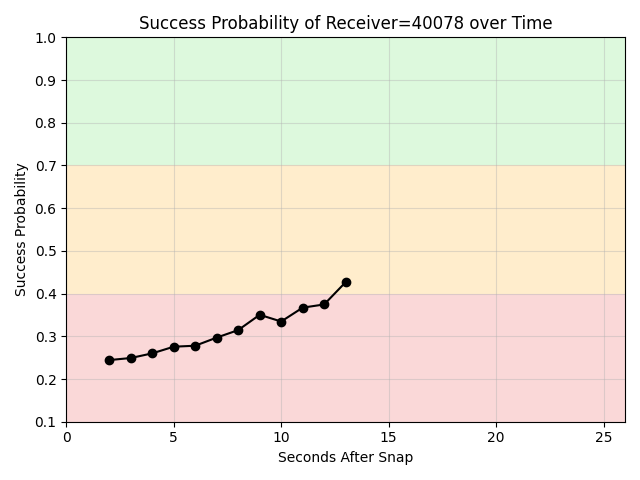 Success Probability of Receiver=40078 over Time
1.0
0.9
0.8
0.7
0.6
0.5
0.4
0.3
0.2
0.1
Success Probability
0 5 10 15 20 25
Seconds After Snap